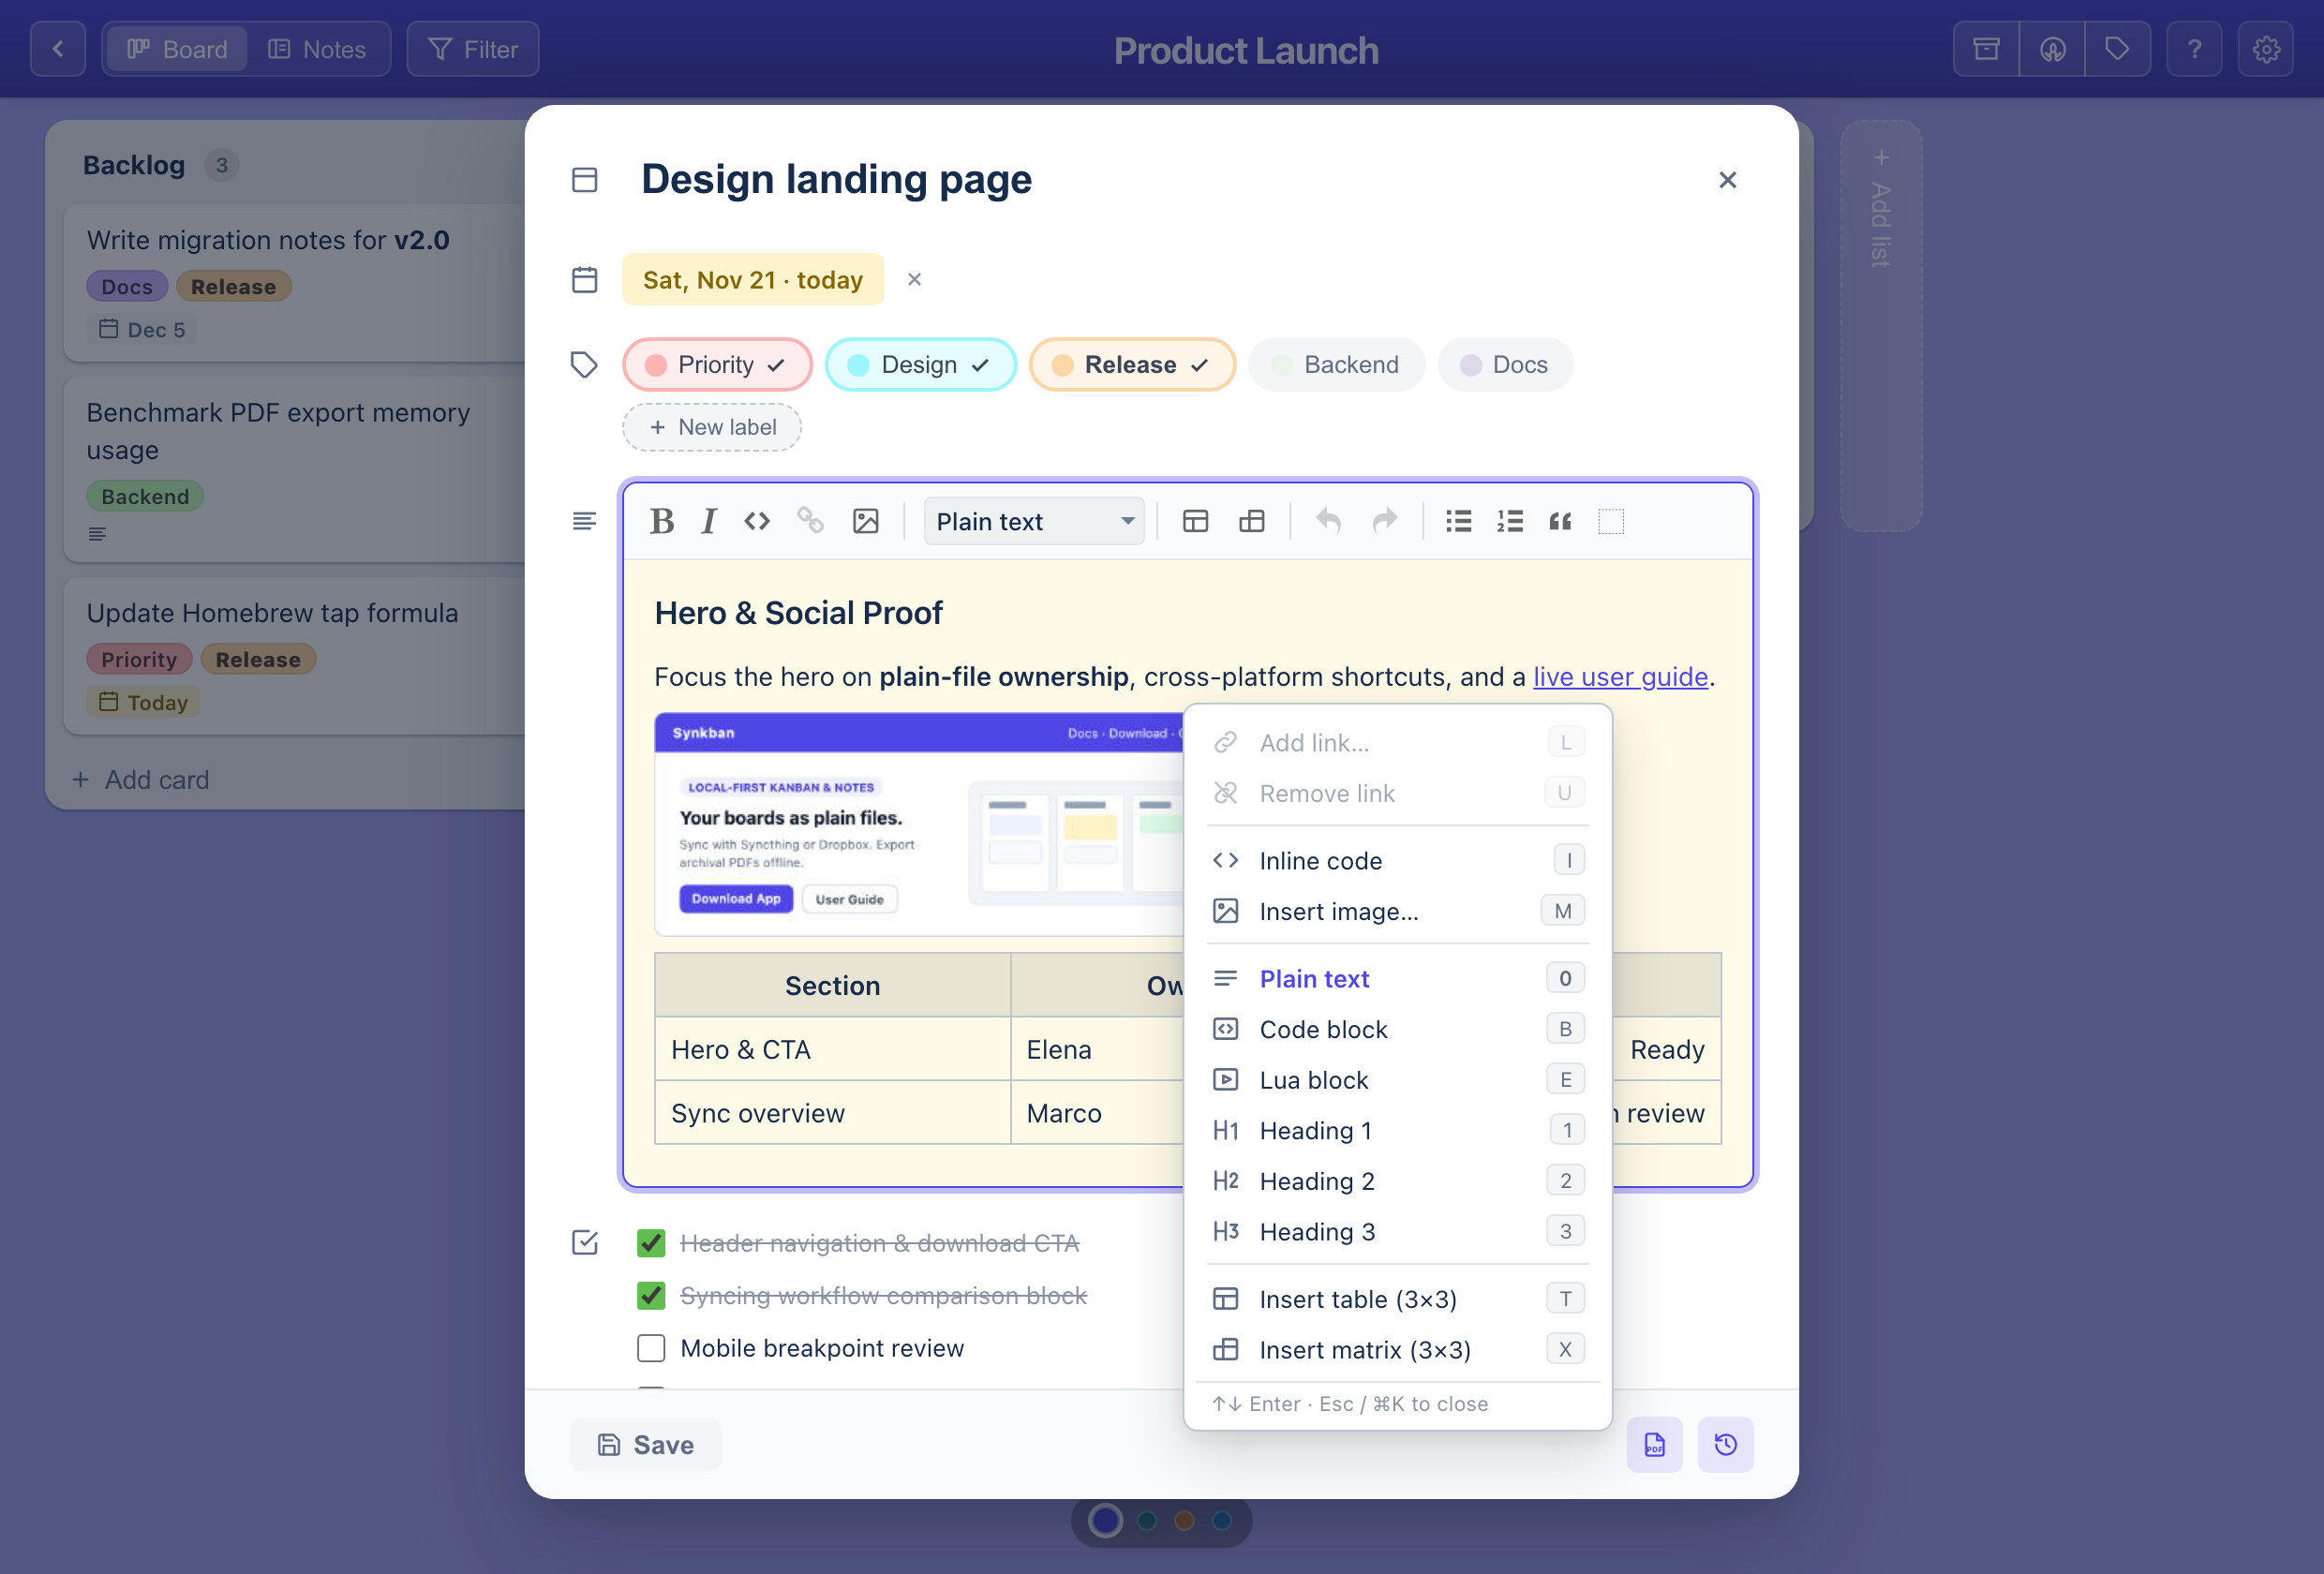 Board
Notes
Filter
Product Launch
?
Backlog 3
Write migration notes for v2.0
Docs Release
Dec 5
Benchmark PDF export memory
usage
Backend
Update Homebrew tap formula
Priority Release
Today
+ Add card
+ Add list
Design landing page
Sat, Nov 21 · today
Priority ✓
Design ✓
Release ✓
Backend
Docs
+ New label
B I Plain text
Hero & Social Proof
Focus the hero on plain-file ownership, cross-platform shortcuts, and a live user guide.
Synkban
Docs · Download ·
LOCAL-FIRST KANBAN & NOTES
Your boards as plain files.
Sync with Syncthing or Dropbox. Export
archival PDFs offline.
Download App
User Guide
Section
Hero & CTA Elena Ready
Sync overview Marco review
Add link... L
Remove link U
Inline code I
Insert image... M
Plain text 0
Code block B
Lua block E
H1 Heading 1 1
H2 Heading 2 2
H3 Heading 3 3
Insert table (3×3) T
Insert matrix (3×3) X
↑↓ Enter · Esc / ⌘K to close
Header navigation & download CTA
Syncing workflow comparison block
Mobile breakpoint review
Save
PDF